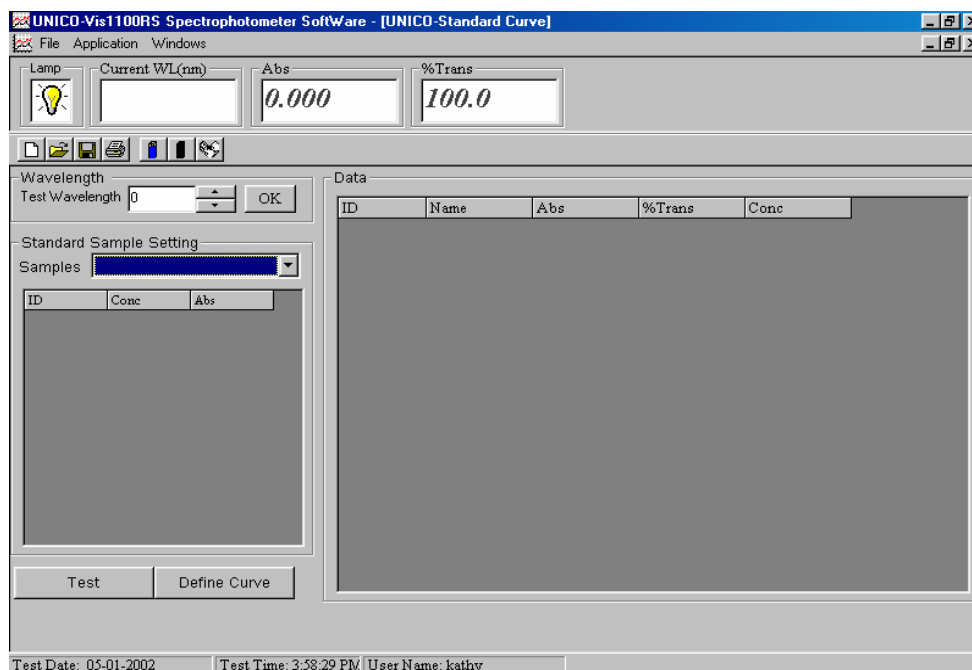 UNICO-Vis1100RS Spectrophotometer SoftWare - [UNICO-Standard Curve]
File Application Windows
Lamp Current WL(nm) Abs %Trans
0.000 100.0
Wavelength
Test Wavelength 0 OK
Standard Sample Setting
Samples
ID Conc Abs
Test Define Curve
Data
ID Name Abs %Trans Conc
Test Date: 05-01-2002 Test Time: 3:58:29 PM User Name: kathy